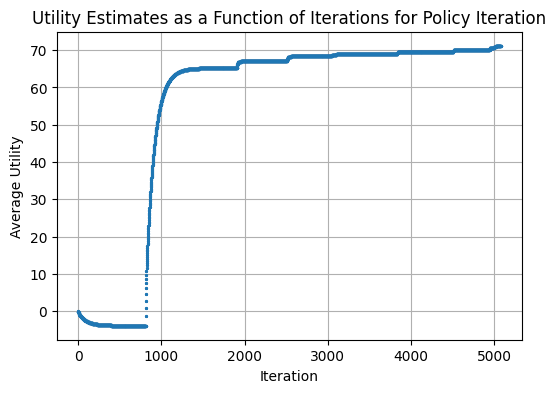 Utility Estimates as a Function of Iterations for Policy Iteration
Average Utility
70
60
50
40
30
20
10
0
0 1000 2000 3000 4000 5000
Iteration